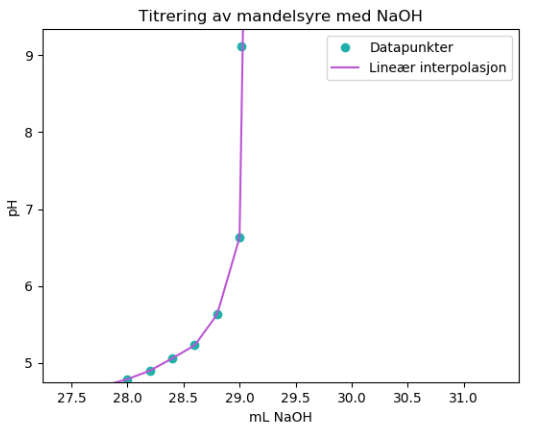 Titrering av mandelsyre med NaOH
Datapunkter
Lineær interpolasjon
pH
9
8
7
6
5
27.5 28.0 28.5 29.0 29.5 30.0 30.5 31.0
mL NaOH